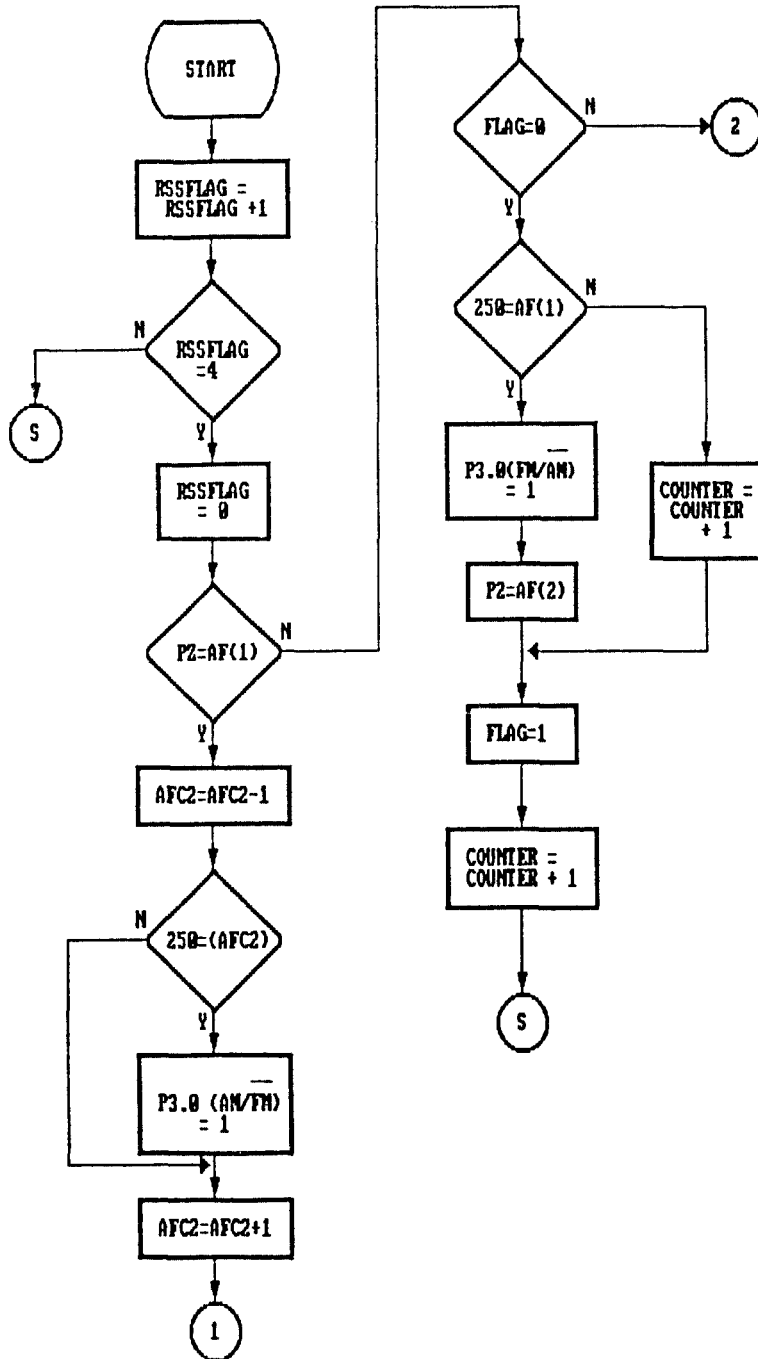 START
RSSFLAG =
RSSFLAG +1
N
RSSFLAG
=4
S
Y
RSSFLAG
= 0
P2=AF(1)
N
Y
AFC2=AFC2-1
N
250=(AFC2)
Y
P3.0 (AM/F̅M̅)
= 1
AFC2=AFC2+1
1
FLAG=0
N
2
Y
250=AF(1)
N
Y
P3.0(FM/A̅M̅)
= 1
COUNTER =
COUNTER
+ 1
P2=AF(2)
FLAG=1
COUNTER =
COUNTER + 1
S